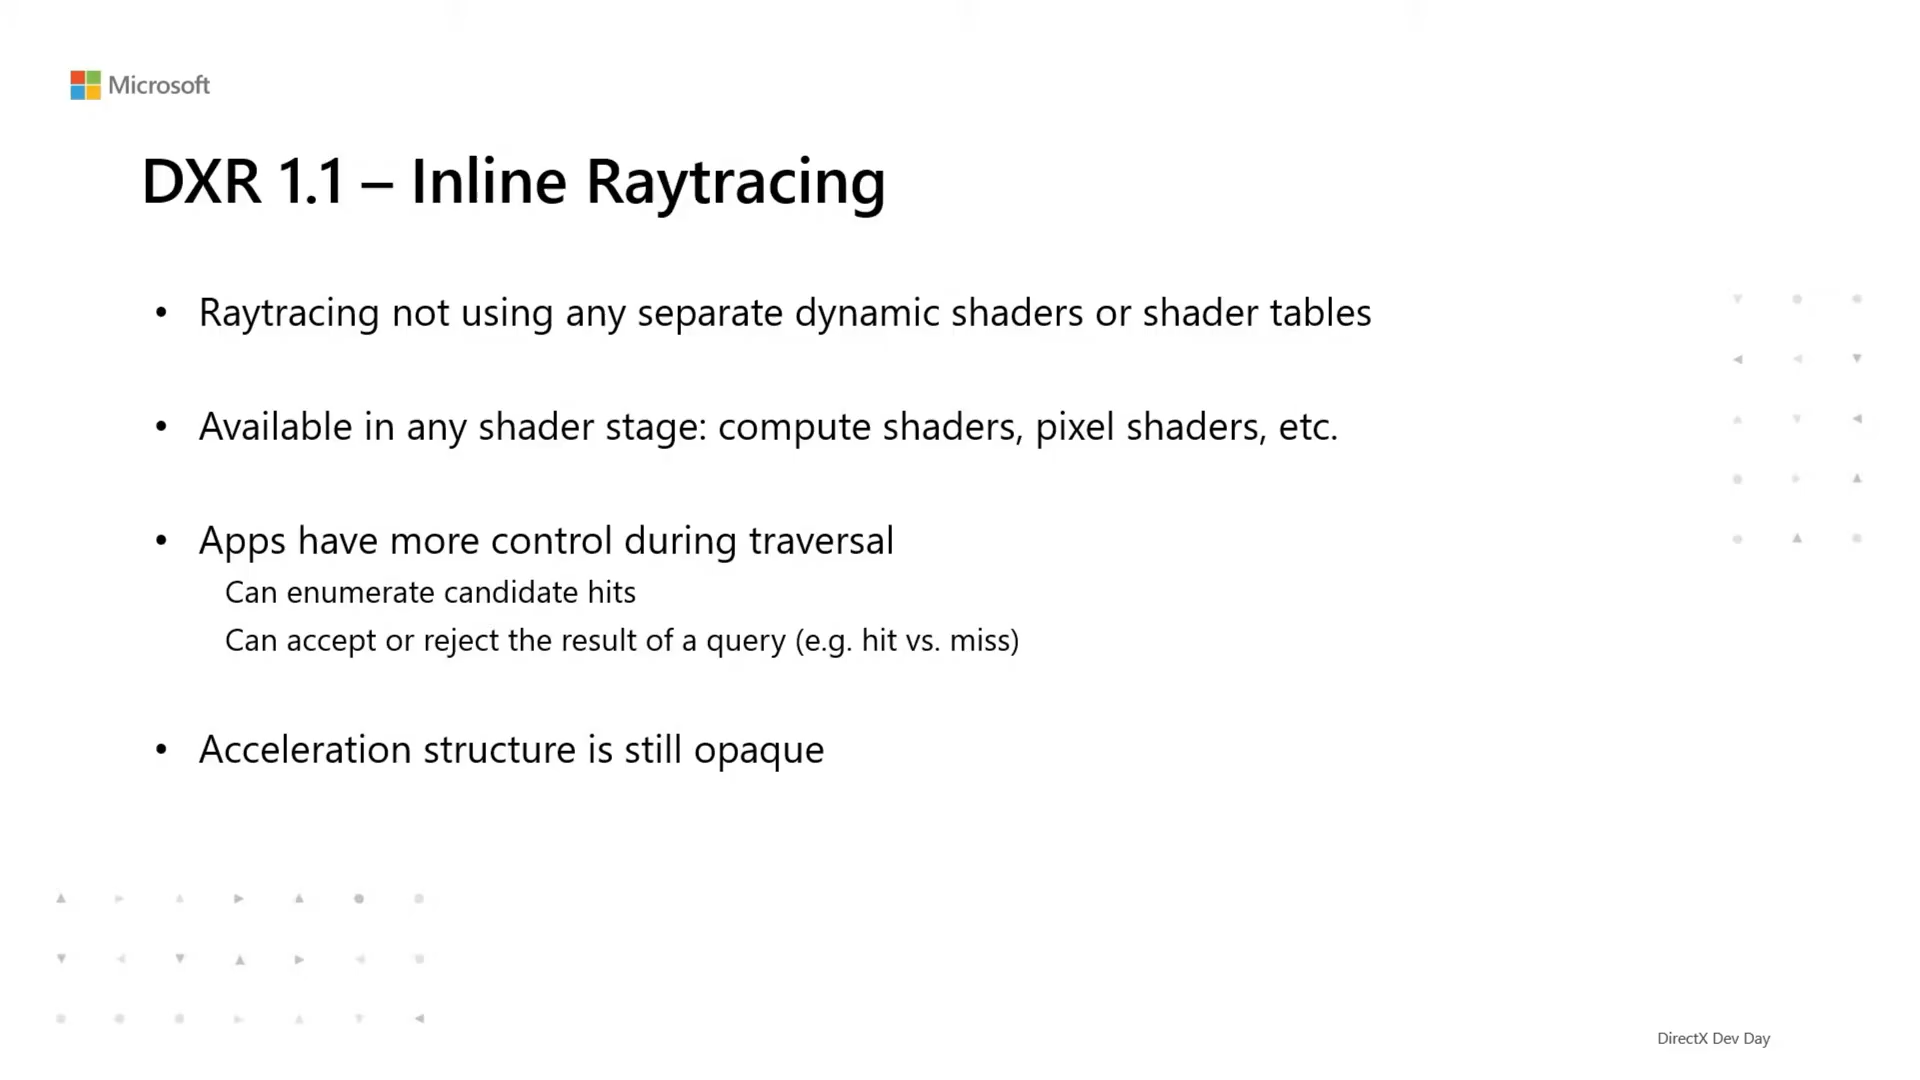 Microsoft
DXR 1.1 – Inline Raytracing
• Raytracing not using any separate dynamic shaders or shader tables
• Available in any shader stage: compute shaders, pixel shaders, etc.
• Apps have more control during traversal
Can enumerate candidate hits
Can accept or reject the result of a query (e.g. hit vs. miss)
• Acceleration structure is still opaque
DirectX Dev Day